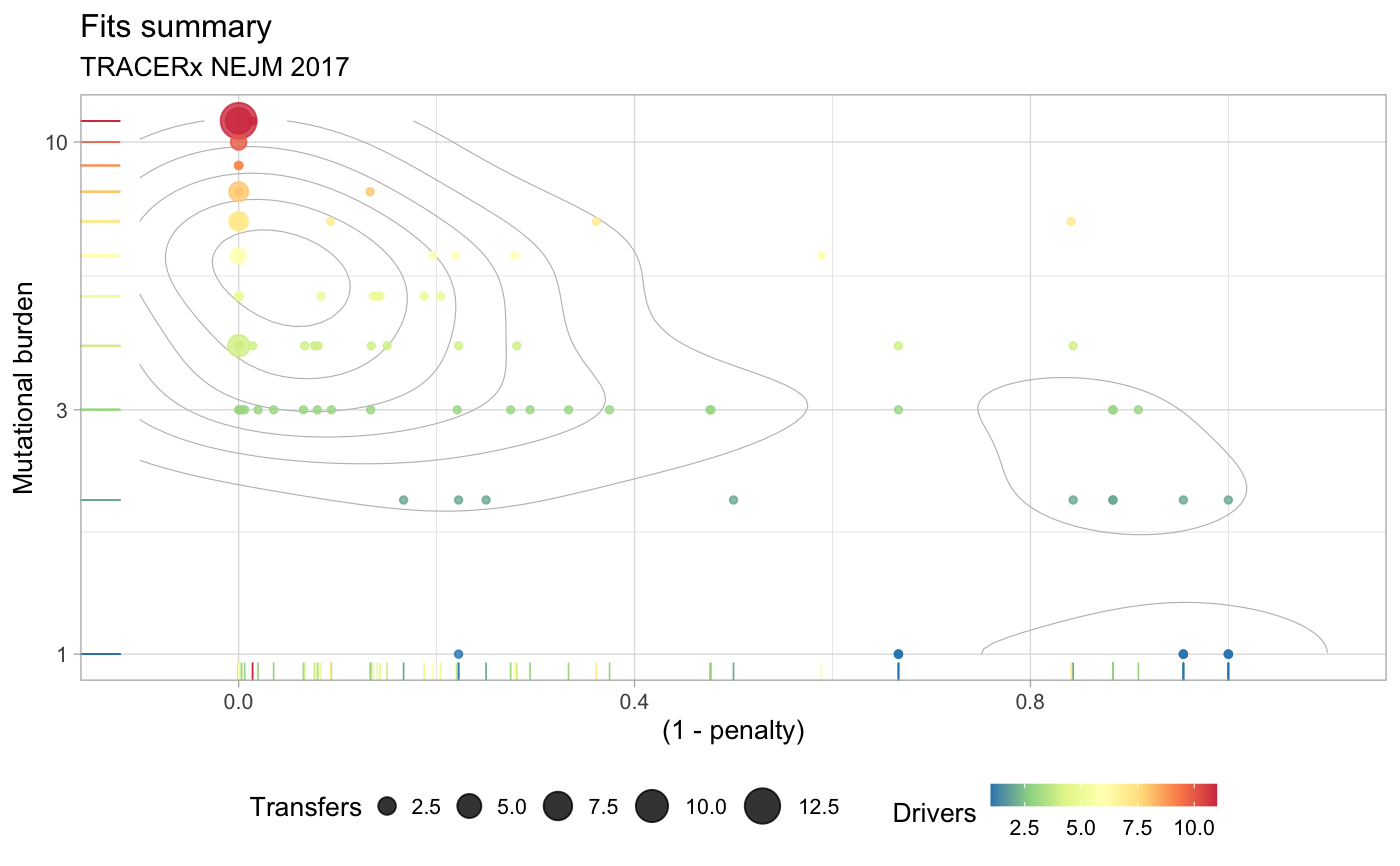 Fits summary
TRACERx NEJM 2017
Mutational burden
10
3
1
0.0 0.4 0.8
(1 - penalty)
Transfers 2.5 5.0 7.5 10.0 12.5
Drivers 2.5 5.0 7.5 10.0